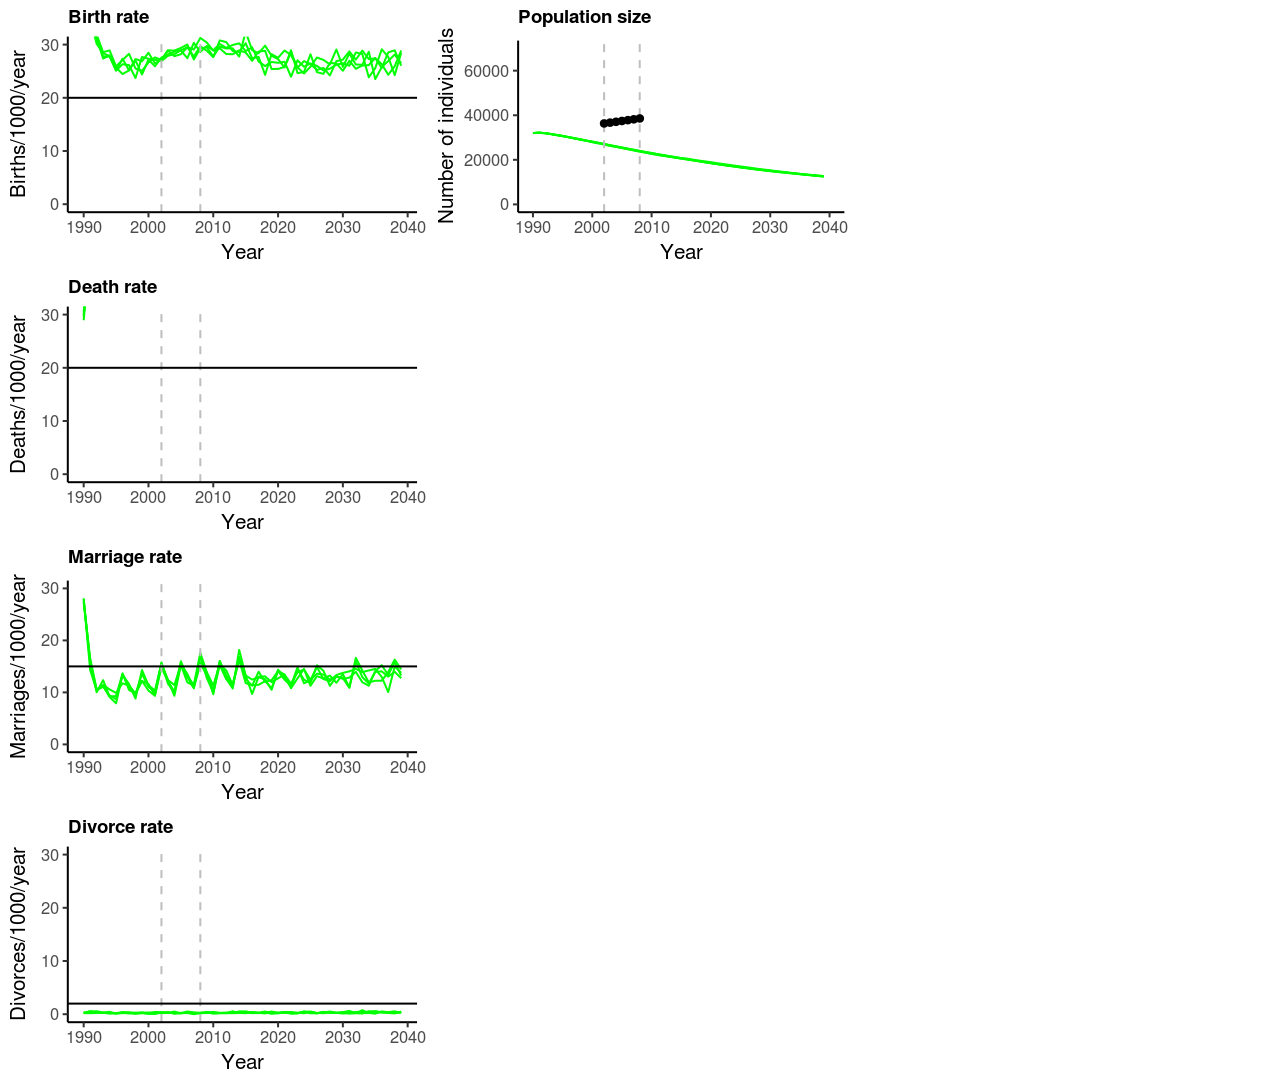 Birth rate
Births/1000/year
30
20
10
0
1990 2000 2010 2020 2030 2040
Year
Population size
Number of individuals
60000
40000
20000
0
1990 2000 2010 2020 2030 2040
Year
Death rate
Deaths/1000/year
30
20
10
0
1990 2000 2010 2020 2030 2040
Year
Marriage rate
Marriages/1000/year
30
20
10
0
1990 2000 2010 2020 2030 2040
Year
Divorce rate
Divorces/1000/year
30
20
10
0
1990 2000 2010 2020 2030 2040
Year